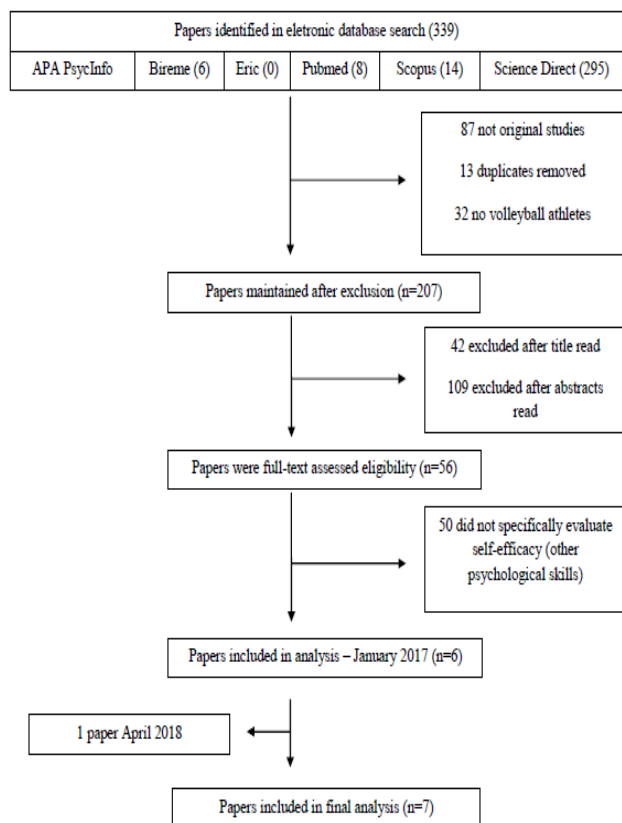 Papers identified in eletronic database search (339)
APA PsycInfo Bireme (6) Eric (0) Pubmed (8) Scopus (14) Science Direct (295)
87 not original studies
13 duplicates removed
32 no volleyball athletes
Papers maintained after exclusion (n=207)
42 excluded after title read
109 excluded after abstracts
read
Papers were full-text assessed eligibility (n=56)
50 did not specifically evaluate
self-efficacy (other
psychological skills)
Papers included in analysis – January 2017 (n=6)
1 paper April 2018
Papers included in final analysis (n=7)